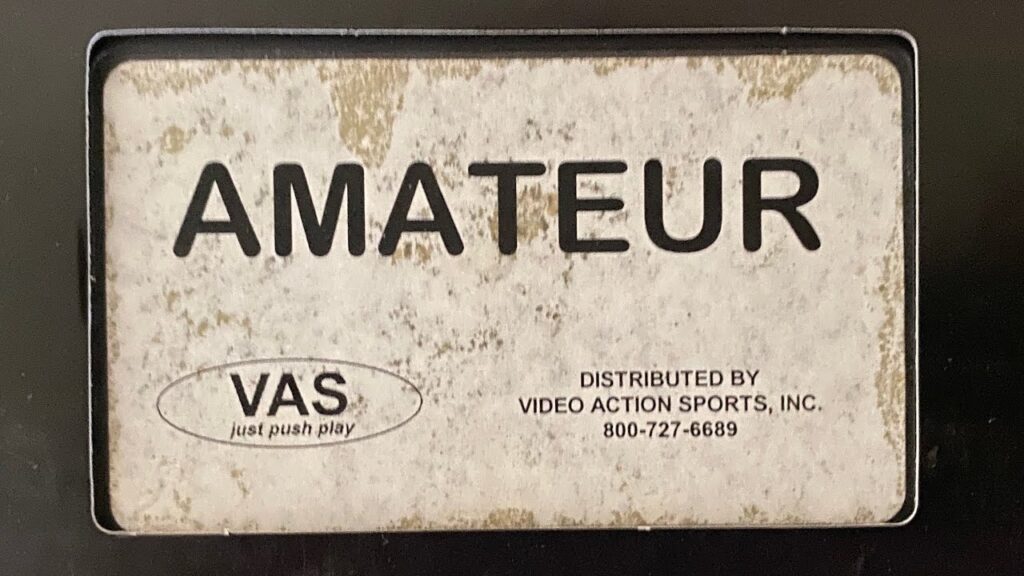 AMATEUR
VAS
just push play
DISTRIBUTED BY
VIDEO ACTION SPORTS, INC.
800-727-6689